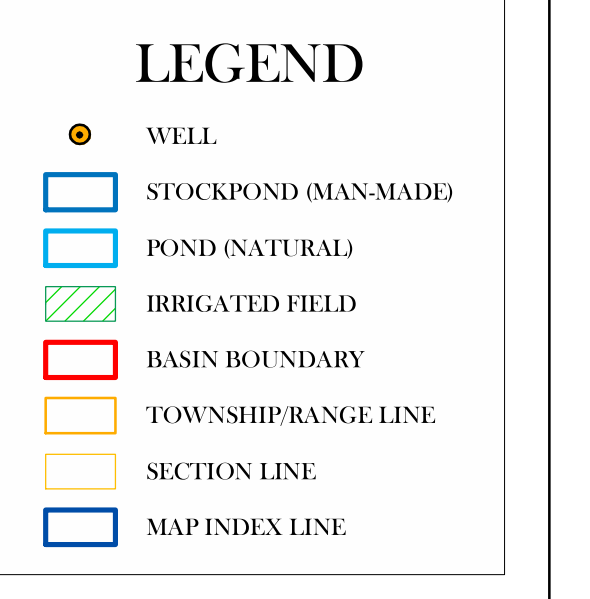 LEGEND
WELL
STOCKPOND (MAN-MADE)
POND (NATURAL)
IRRIGATED FIELD
BASIN BOUNDARY
TOWNSHIP/RANGE LINE
SECTION LINE
MAP INDEX LINE